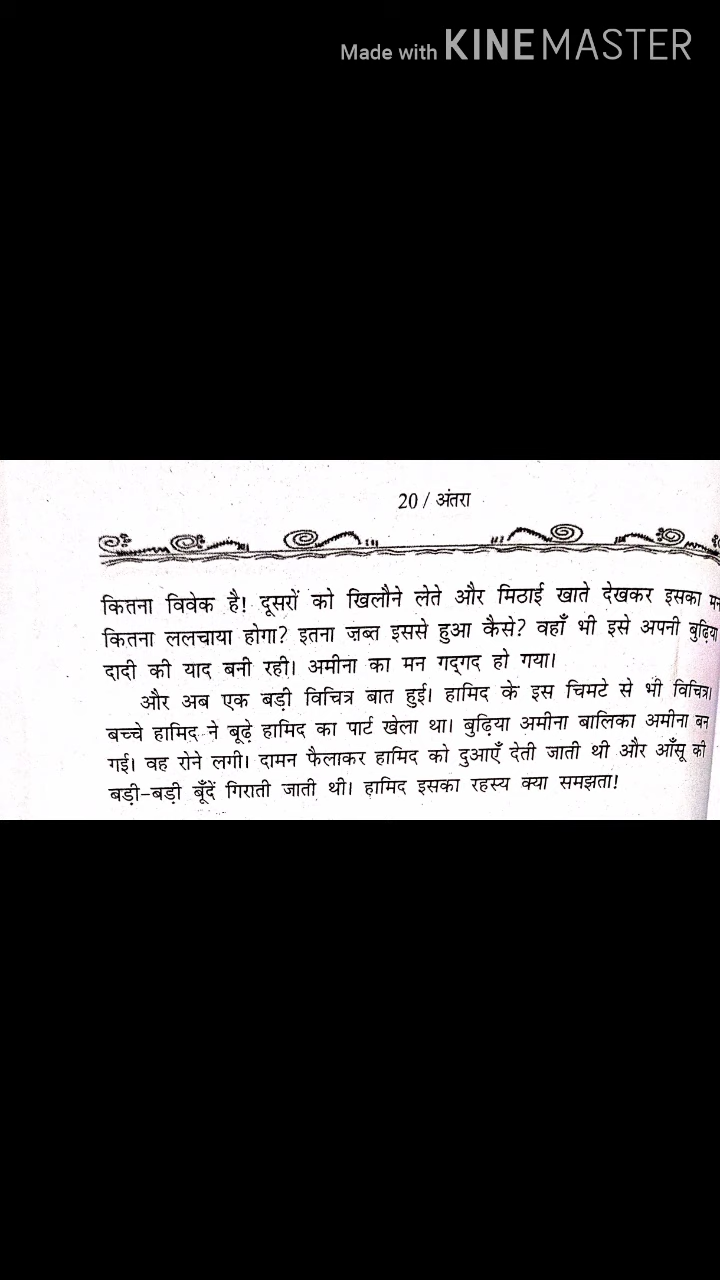 Made with KINEMASTER
20 / अंतरा
कितना विवेक है! दूसरों को खिलौने लेते और मिठाई खाते देखकर इसका मन
कितना ललचाया होगा? इतना ज़ब्त इससे हुआ कैसे? वहाँ भी इसे अपनी बुढ़िया
दादी की याद बनी रही। अमीना का मन गद्‌गद हो गया।
और अब एक बड़ी विचित्र बात हुई। हामिद के इस चिमटे से भी विचित्र।
बच्चे हामिद ने बूढ़े हामिद का पार्ट खेला था। बुढ़िया अमीना बालिका अमीना बन
गई। वह रोने लगी। दामन फैलाकर हामिद को दुआएँ देती जाती थी और आँसू की
बड़ी-बड़ी बूँदें गिराती जाती थी। हामिद इसका रहस्य क्या समझता!